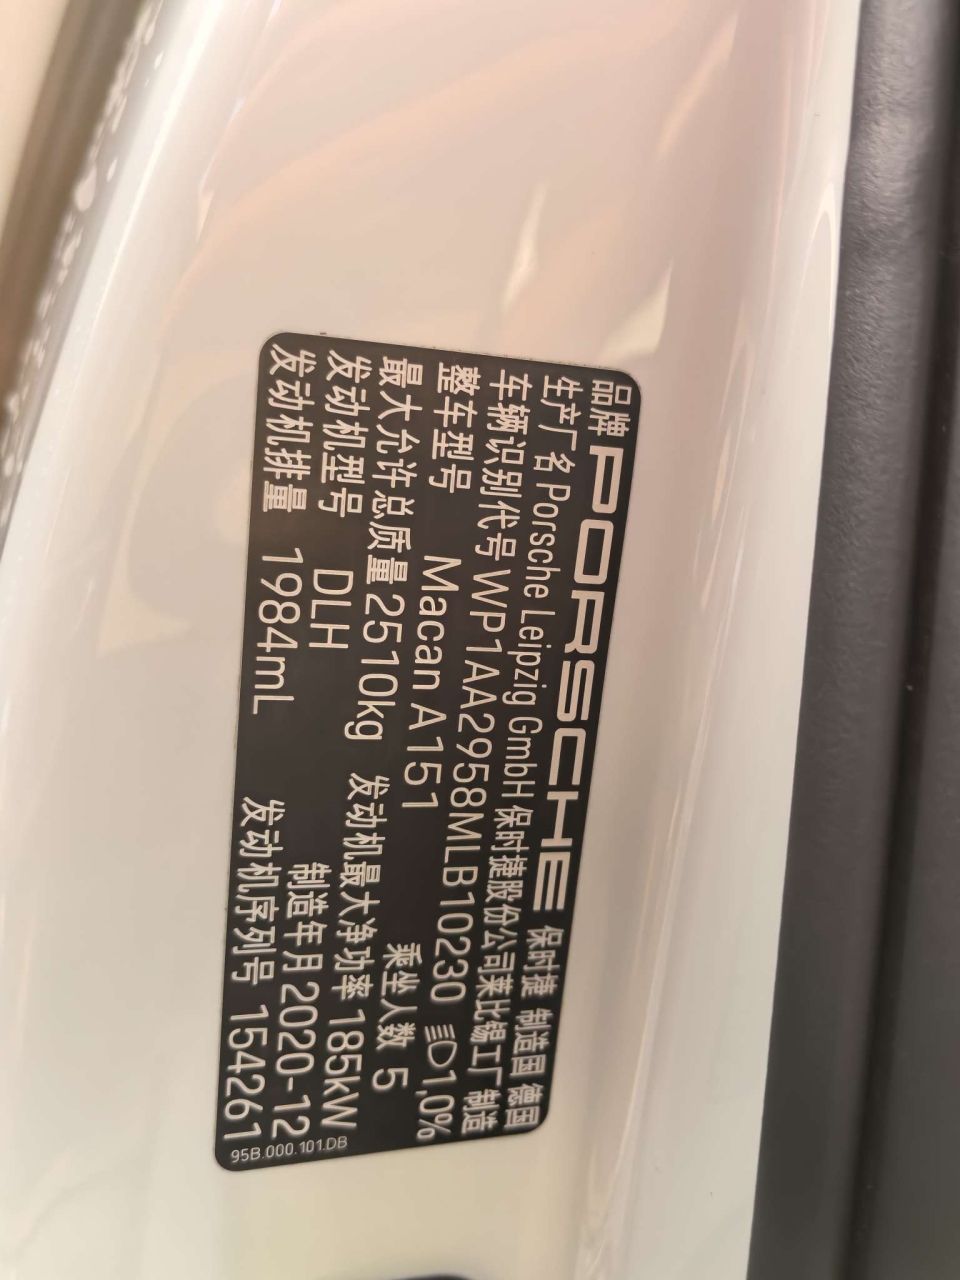 品牌 PORSCHE 保时捷 制造国 德国
生产厂名 Porsche Leipzig GmbH 保时捷股份公司莱比锡工厂 制造
车辆识别代号 WP1AA2958MLB10230 1,0%
整车型号 Macan A151 乘坐人数 5
最大允许总质量 2510kg 发动机最大净功率 185kW
发动机型号 DLH 制造年月 2020-12
发动机排量 1984mL 发动机序列号 154261
95B.000.101.DB